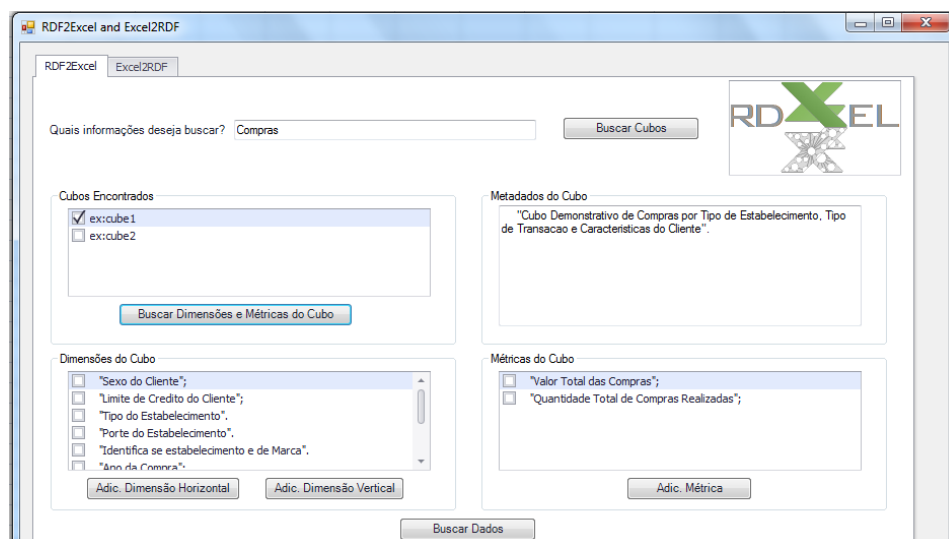 RDF2Excel and Excel2RDF
RDF2Excel
Excel2RDF
RDXEL
Quais informações deseja buscar?
Compras
Buscar Cubos
Cubos Encontrados
ex:cube1
ex:cube2
Buscar Dimensões e Métricas do Cubo
Metadados do Cubo
"Cubo Demonstrativo de Compras por Tipo de Estabelecimento, Tipo
de Transacao e Caracteristicas do Cliente".
Dimensões do Cubo
"Sexo do Cliente";
"Limite de Credito do Cliente";
"Tipo do Estabelecimento".
"Porte do Estabelecimento".
"Identifica se estabelecimento e de Marca".
"Ano da Compra";
Adic. Dimensão Horizontal
Adic. Dimensão Vertical
Métricas do Cubo
"Valor Total das Compras";
"Quantidade Total de Compras Realizadas";
Adic. Métrica
Buscar Dados